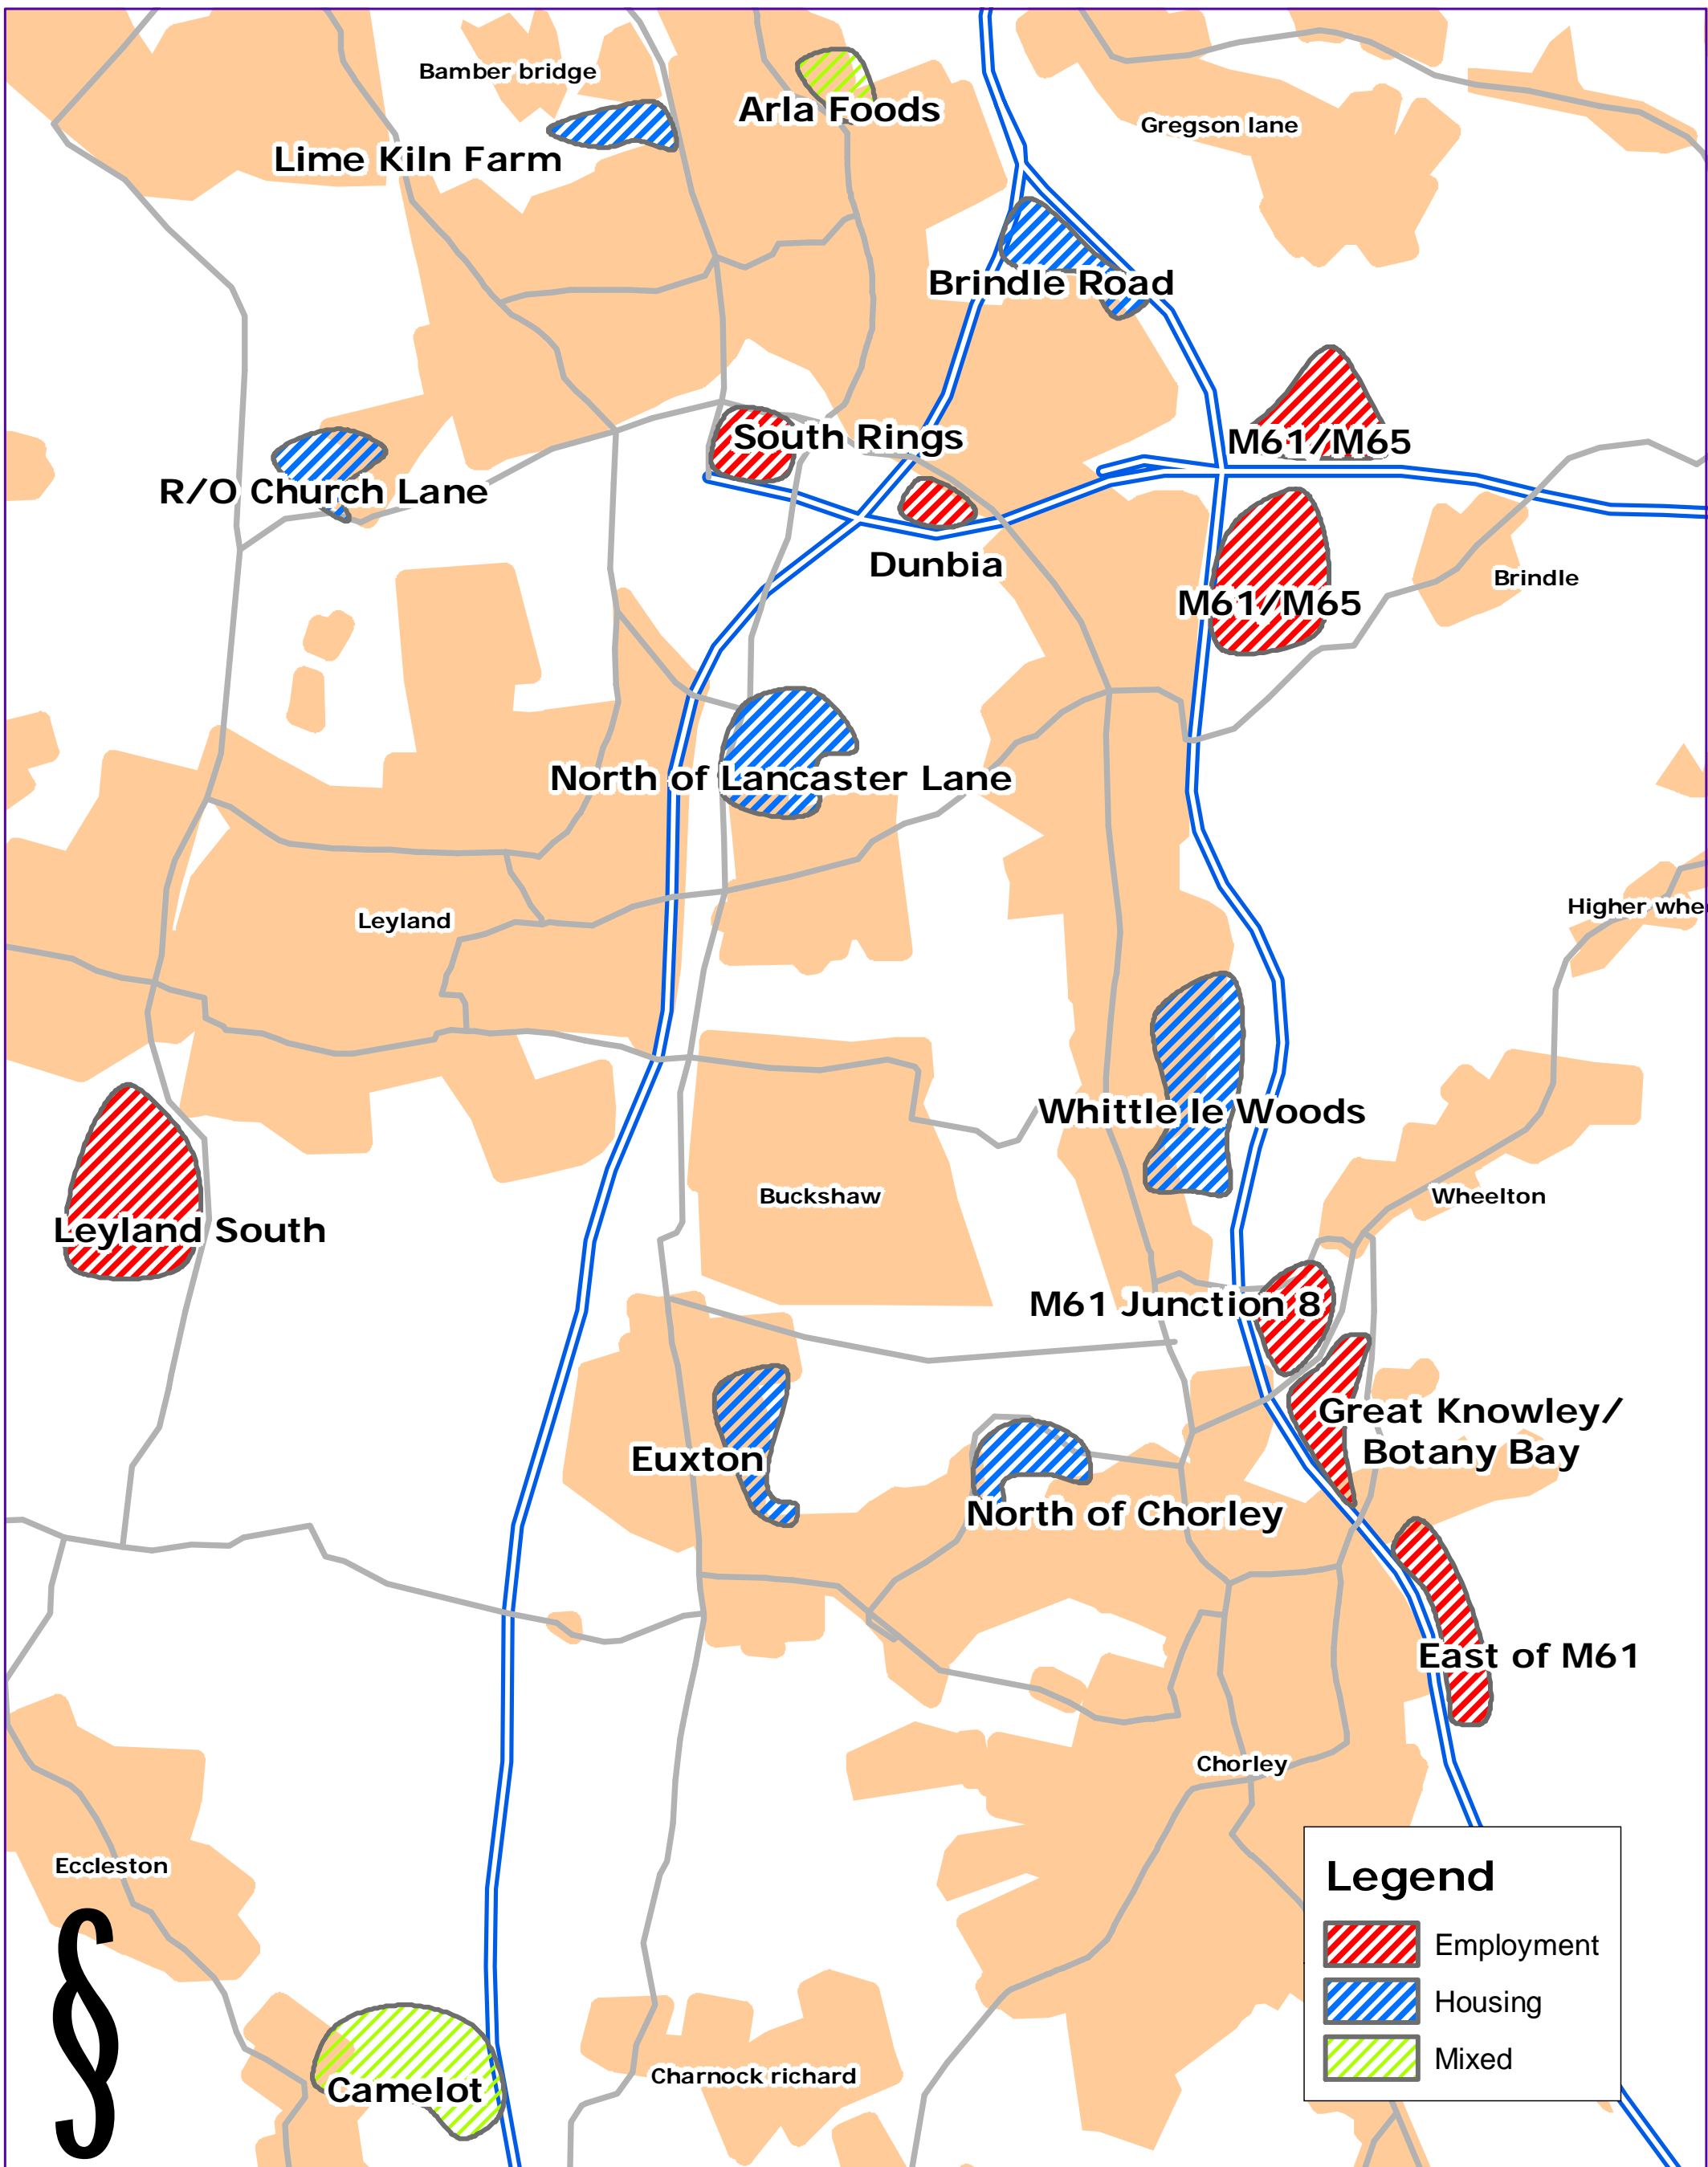 Bamber bridge
Arla Foods
Gregson lane
Lime Kiln Farm
Brindle Road
South Rings
M61/M65
R/O Church Lane
Dunbia
Brindle
M61/M65
North of Lancaster Lane
Higher whe
Leyland
Whittle le Woods
Buckshaw
Wheelton
Leyland South
M61 Junction 8
Great Knowley/
Botany Bay
Euxton
North of Chorley
East of M61
Chorley
Eccleston
Legend
Employment
Housing
Mixed
§
Charnock richard
Camelot